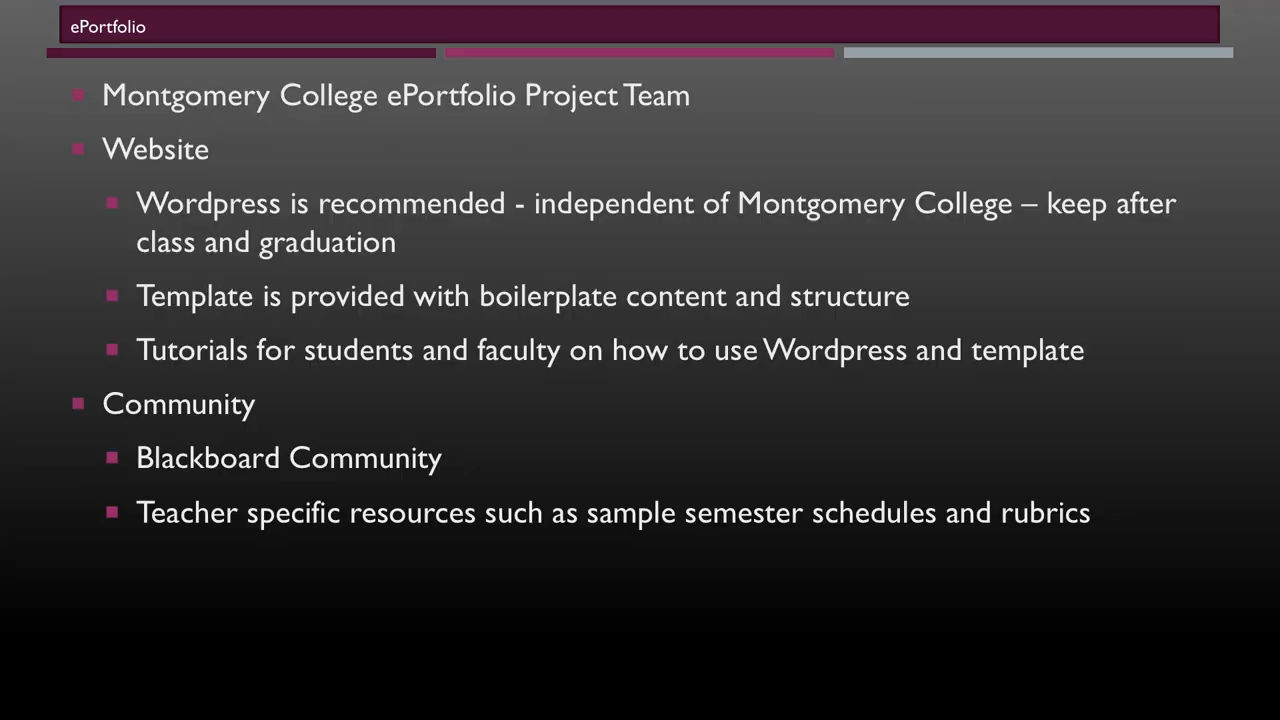 ePortfolio
Montgomery College ePortfolio Project Team
Website
Wordpress is recommended - independent of Montgomery College – keep after
class and graduation
Template is provided with boilerplate content and structure
Tutorials for students and faculty on how to use Wordpress and template
Community
Blackboard Community
Teacher specific resources such as sample semester schedules and rubrics